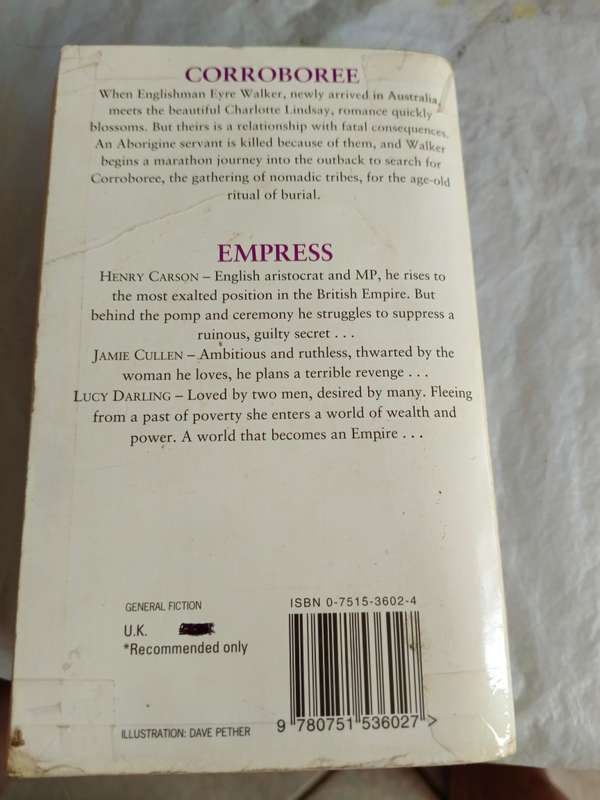 CORROBOREE
When Englishman Eyre Walker, newly arrived in Australia,
meets the beautiful Charlotte Lindsay, romance quickly
blossoms. But theirs is a relationship with fatal consequences.
An Aborigine servant is killed because of them, and Walker
begins a marathon journey into the outback to search for
Corroboree, the gathering of nomadic tribes, for the age-old
ritual of burial.
EMPRESS
HENRY CARSON – English aristocrat and MP, he rises to
the most exalted position in the British Empire. But
behind the pomp and ceremony he struggles to suppress a
ruinous, guilty secret . . .
JAMIE CULLEN – Ambitious and ruthless, thwarted by the
woman he loves, he plans a terrible revenge . . .
LUCY DARLING – Loved by two men, desired by many. Fleeing
from a past of poverty she enters a world of wealth and
power. A world that becomes an Empire . . .
GENERAL FICTION
U.K.
*Recommended only
ISBN 0-7515-3602-4
9 780751 536027 >
ILLUSTRATION: DAVE PETHER